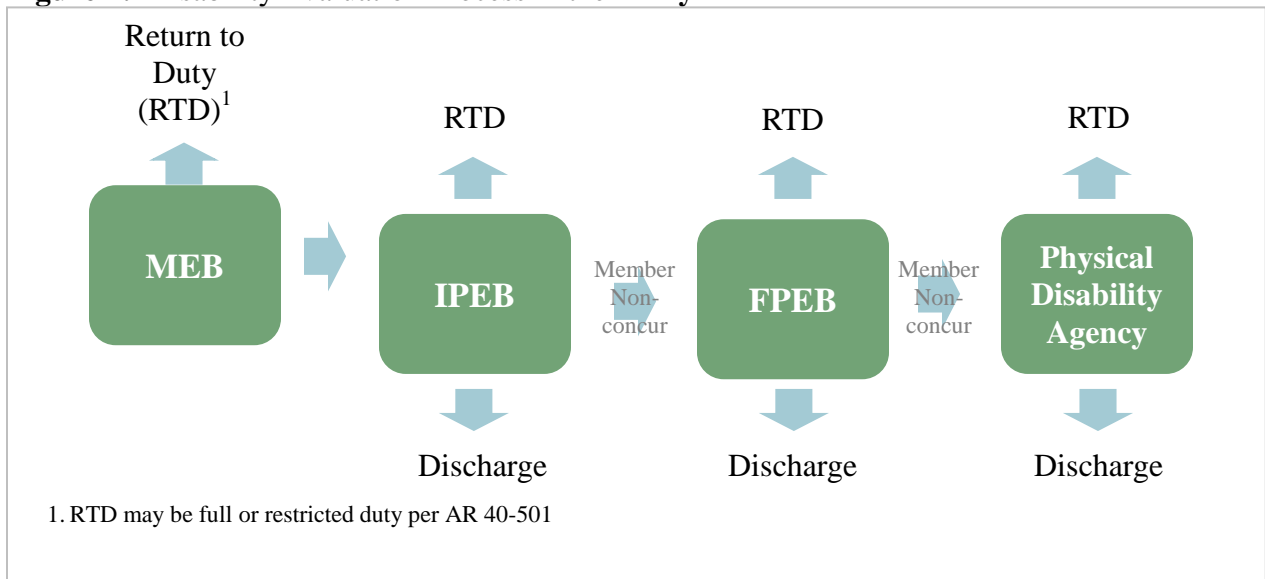 Return to
Duty
(RTD)1
RTD
RTD
RTD
MEB
IPEB
Member
Non-
concur
FPEB
Member
Non-
concur
Physical
Disability
Agency
Discharge
Discharge
Discharge
1. RTD may be full or restricted duty per AR 40-501